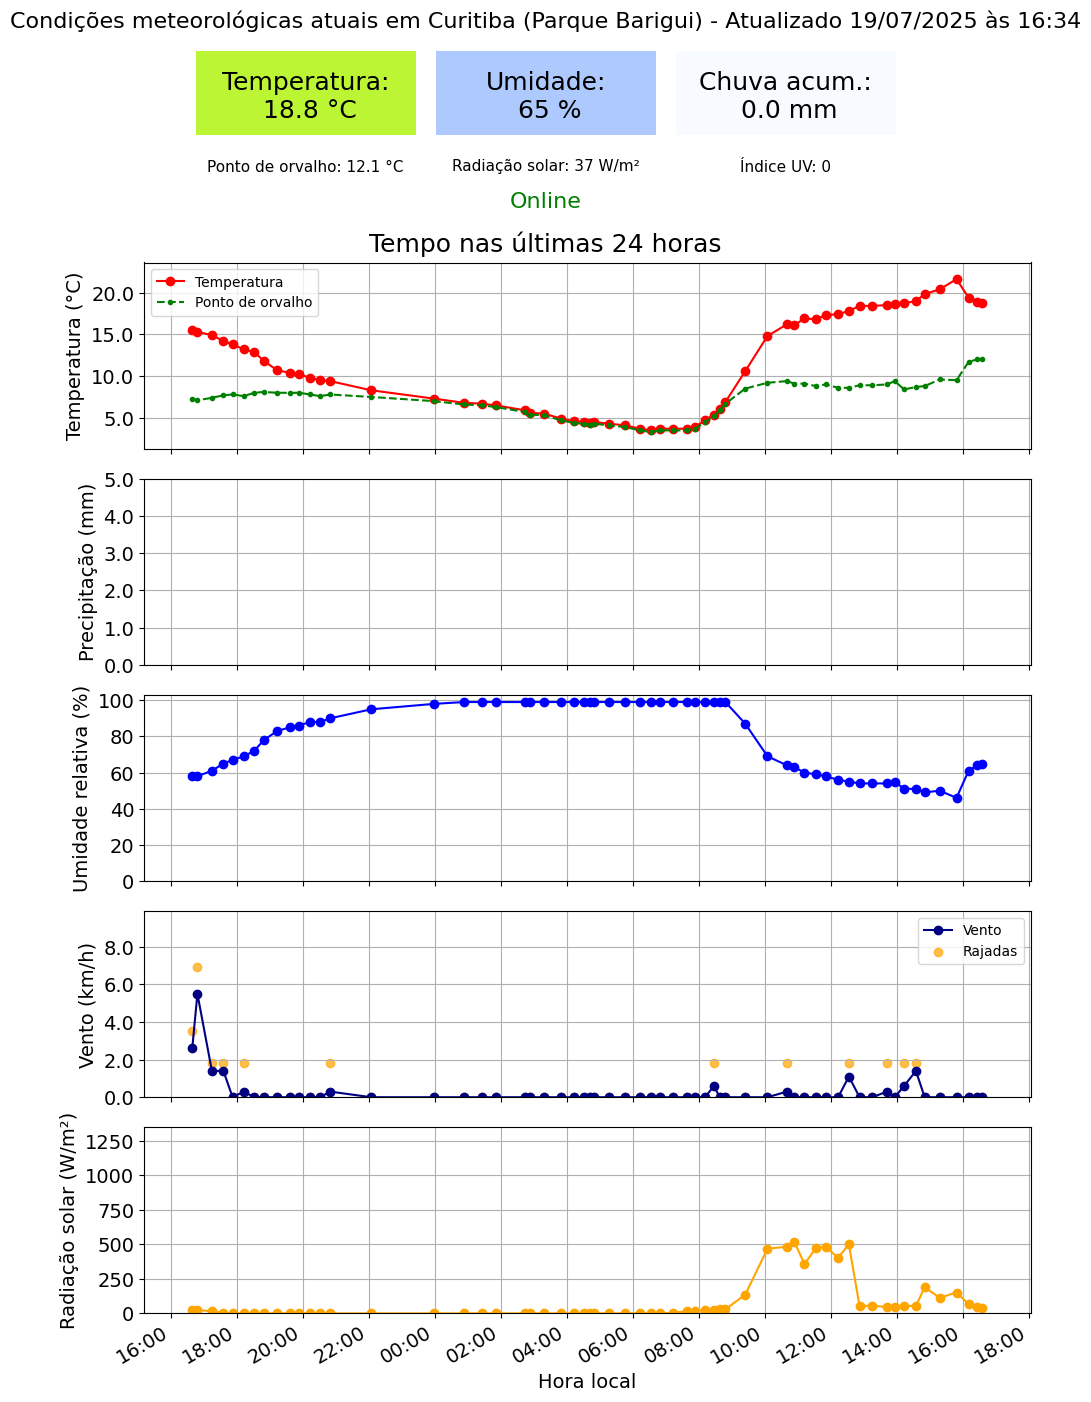 Condições meteorológicas atuais em Curitiba (Parque Barigui) - Atualizado 19/07/2025 às 16:34
Temperatura:
18.8 °C
Umidade:
65 %
Chuva acum.:
0.0 mm
Ponto de orvalho: 12.1 °C
Radiação solar: 37 W/m²
Índice UV: 0
Online
Tempo nas últimas 24 horas
Temperatura (°C)
20.0
15.0
10.0
5.0
Temperatura
Ponto de orvalho
Precipitação (mm)
5.0
4.0
3.0
2.0
1.0
0.0
Umidade relativa (%)
100
80
60
40
20
0
Vento (km/h)
8.0
6.0
4.0
2.0
0.0
Vento
Rajadas
Radiação solar (W/m²)
1250
1000
750
500
250
0
16:00
18:00
20:00
22:00
00:00
02:00
04:00
06:00
08:00
10:00
12:00
14:00
16:00
18:00
Hora local